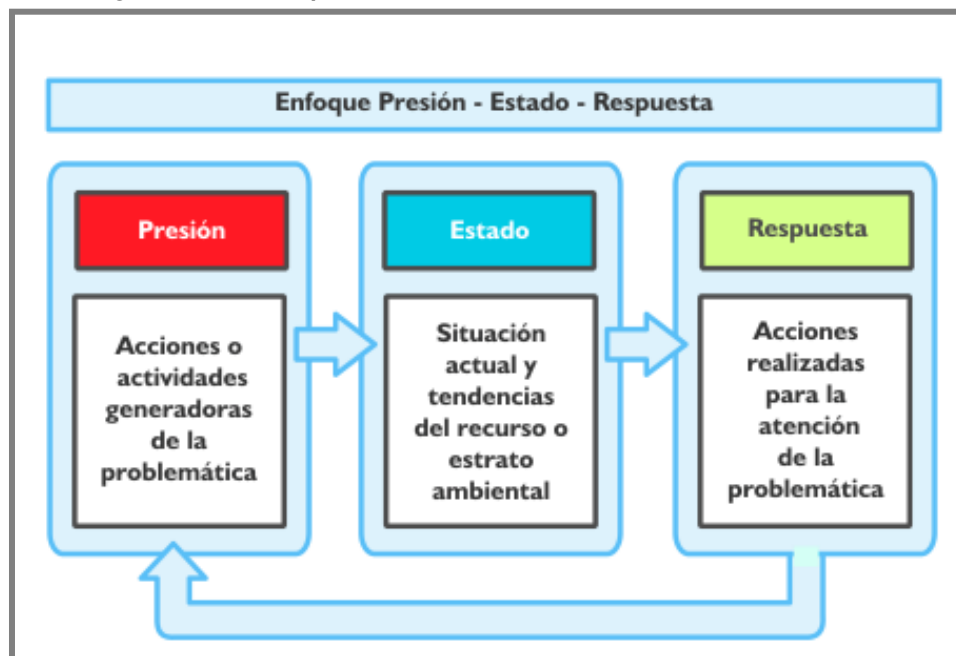 Enfoque Presión - Estado - Respuesta
Presión
Acciones o
actividades
generadoras
de la
problemática
Estado
Situación
actual y
tendencias
del recurso o
estrato
ambiental
Respuesta
Acciones
realizadas
para la
atención
de la
problemática